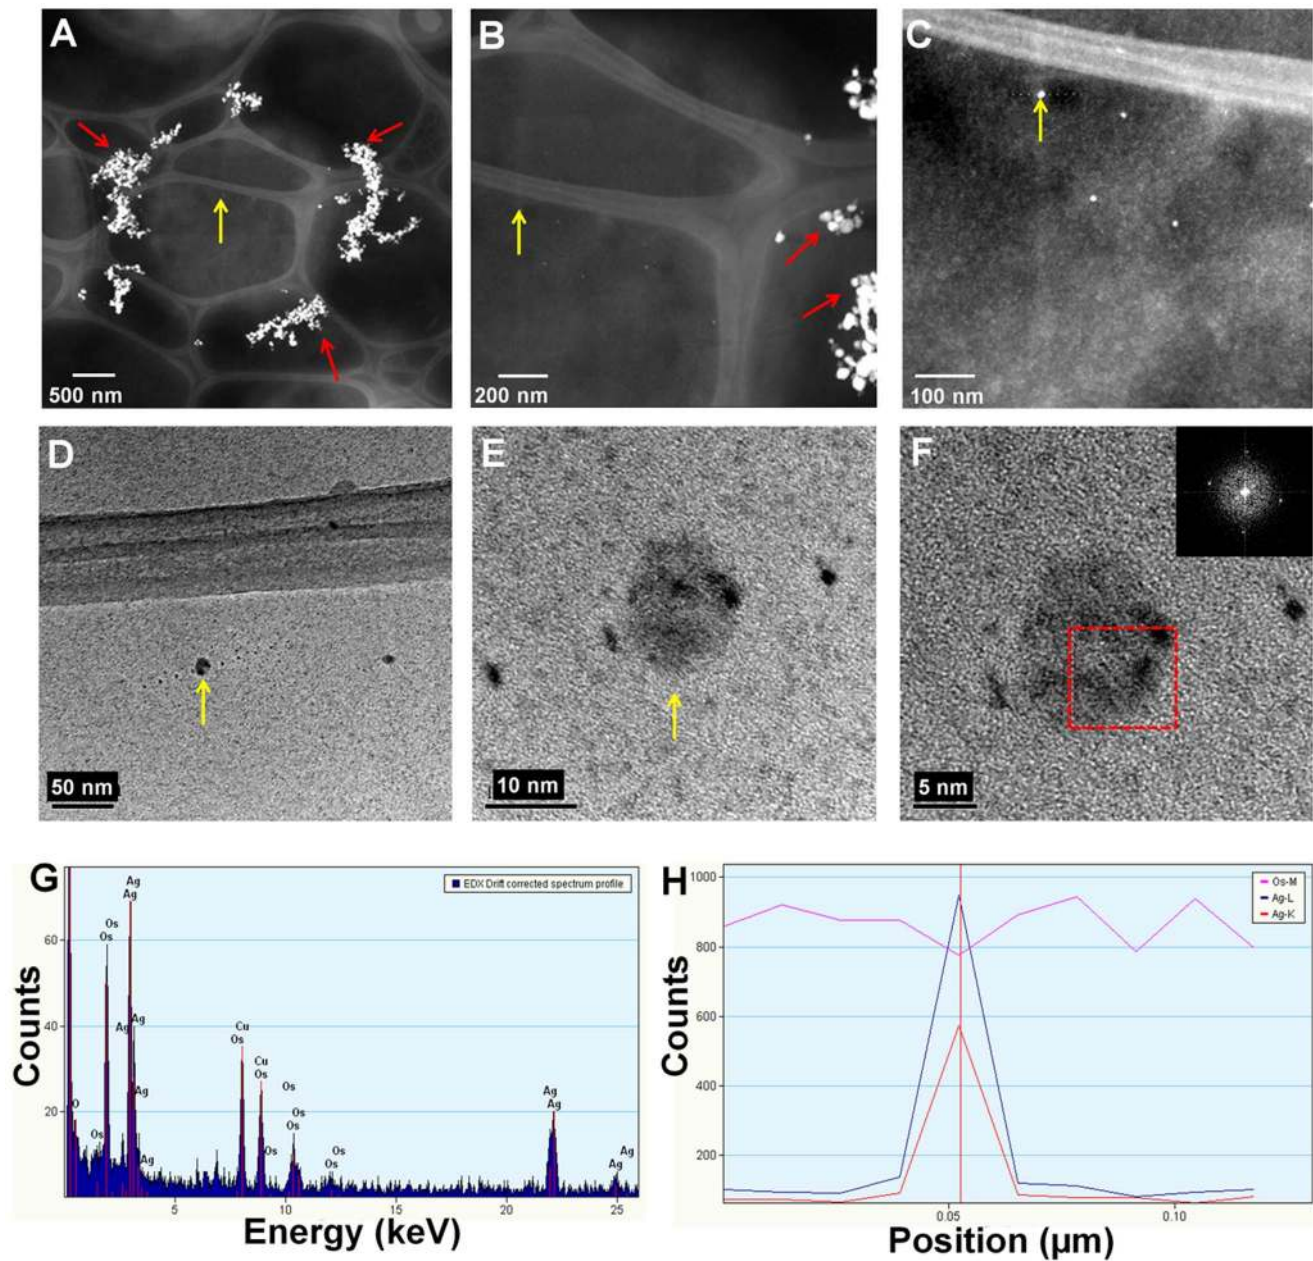 A
500 nm
B
200 nm
C
100 nm
D
50 nm
E
10 nm
F
5 nm
G
EDX Drift corrected spectrum profile
Counts
60
40
20
O
Os
Os
Os
Ag
Ag
Ag
Ag
Ag
Ag
Cu
Os
Cu
Os
Os
Os
Os
Os
Os
Os
Ag
Ag
Ag
Ag
5
10
15
20
25
Energy (keV)
H
Os-M
Ag-L
Ag-K
Counts
1000
800
600
400
200
0.05
0.10
Position (µm)